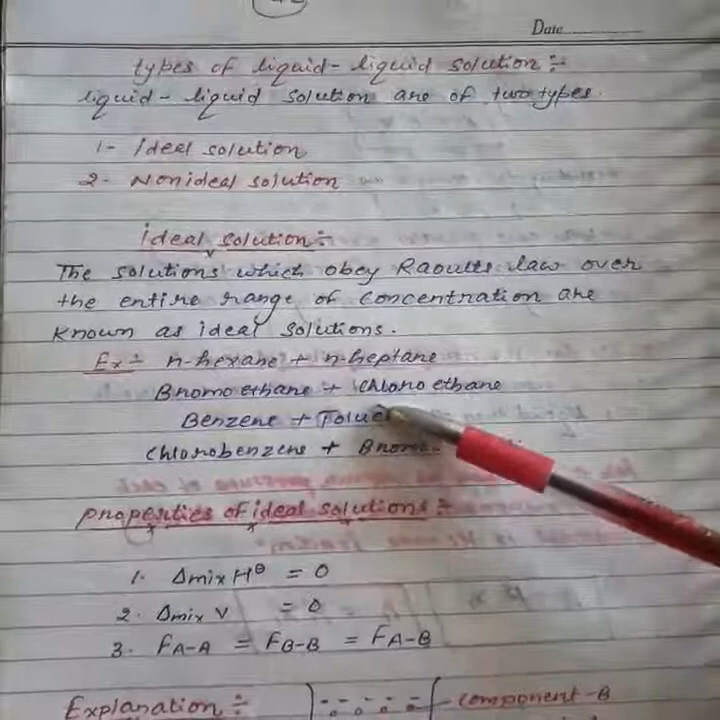 Date
types of liquid-liquid solution :-
liquid-liquid solution are of two types.
1- Ideal solution
2- Nonideal solution
ideal solution :-
The solutions which obey Raoults law over
the entire range of concentration are
known as ideal solutions.
Ex :- n-hexane + n-heptane
Bromoethane + chloroethane
Benzene + Tolue
chlorobenzene + Bromo
properties of ideal solutions :-
1. ΔmixH° = 0
2. Δmix V = 0
3. FA-A = FB-B = FA-B
Explanation :- component-B